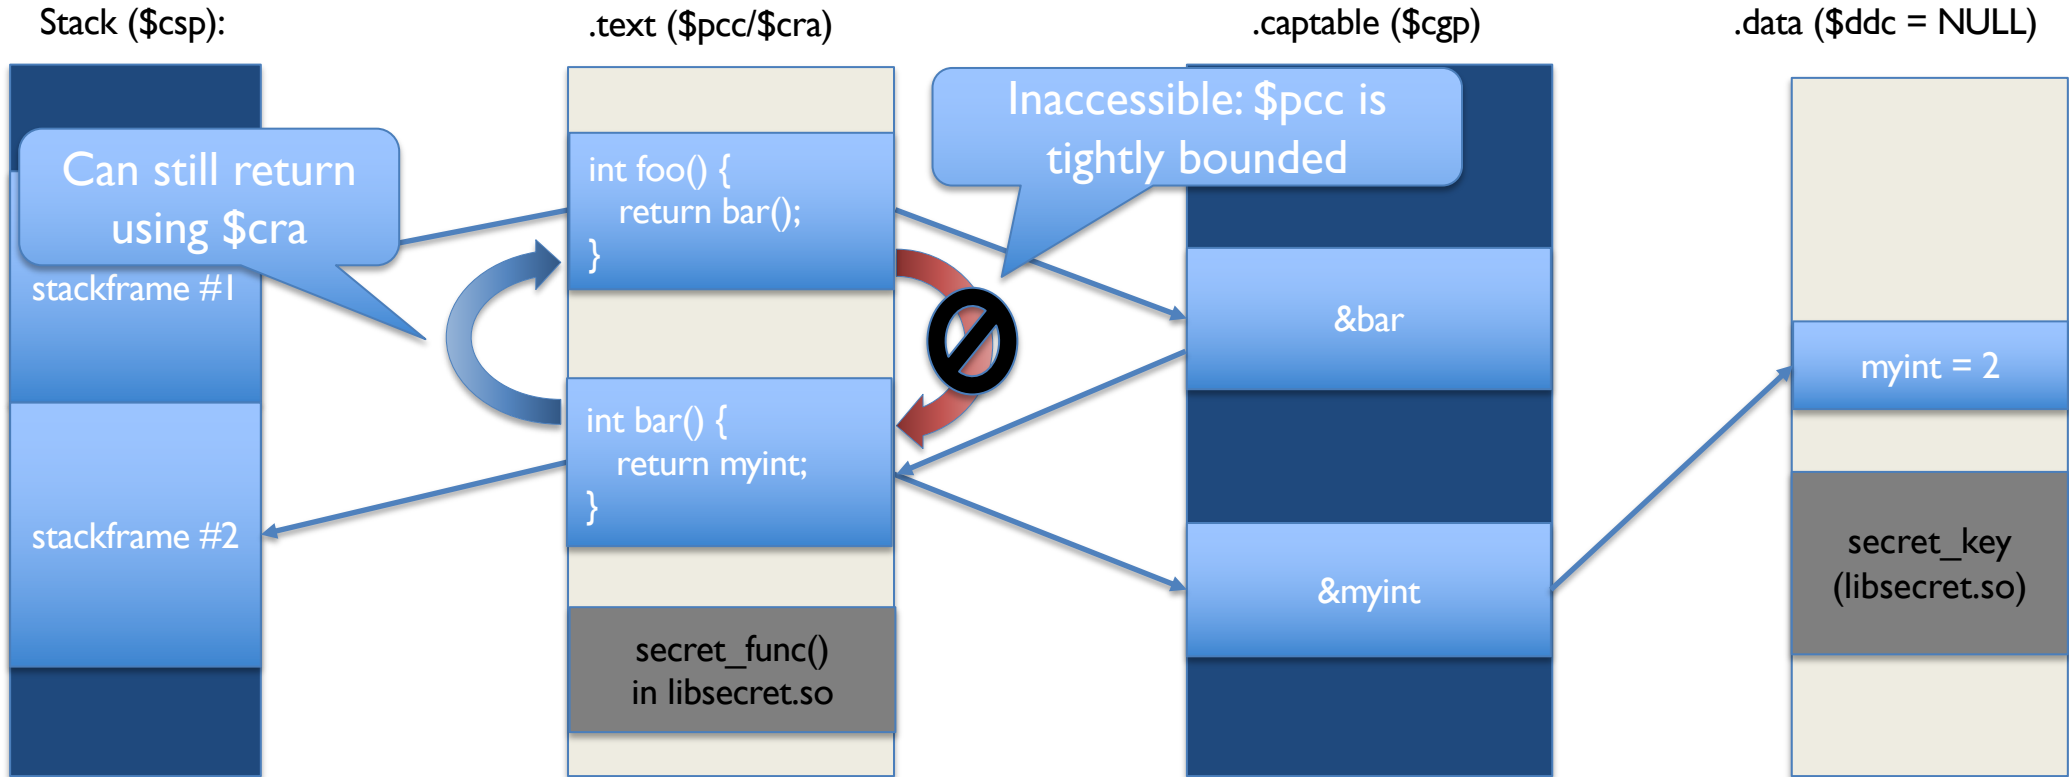 Stack ($csp):
.text ($pcc/$cra)
.captable ($cgp)
.data ($ddc = NULL)
Can still return
using $cra
stackframe #1
stackframe #2
int foo() {
return bar();
}
int bar() {
return myint;
}
secret_func()
in libsecret.so
Inaccessible: $pcc is
tightly bounded
&bar
&myint
myint = 2
secret_key
(libsecret.so)